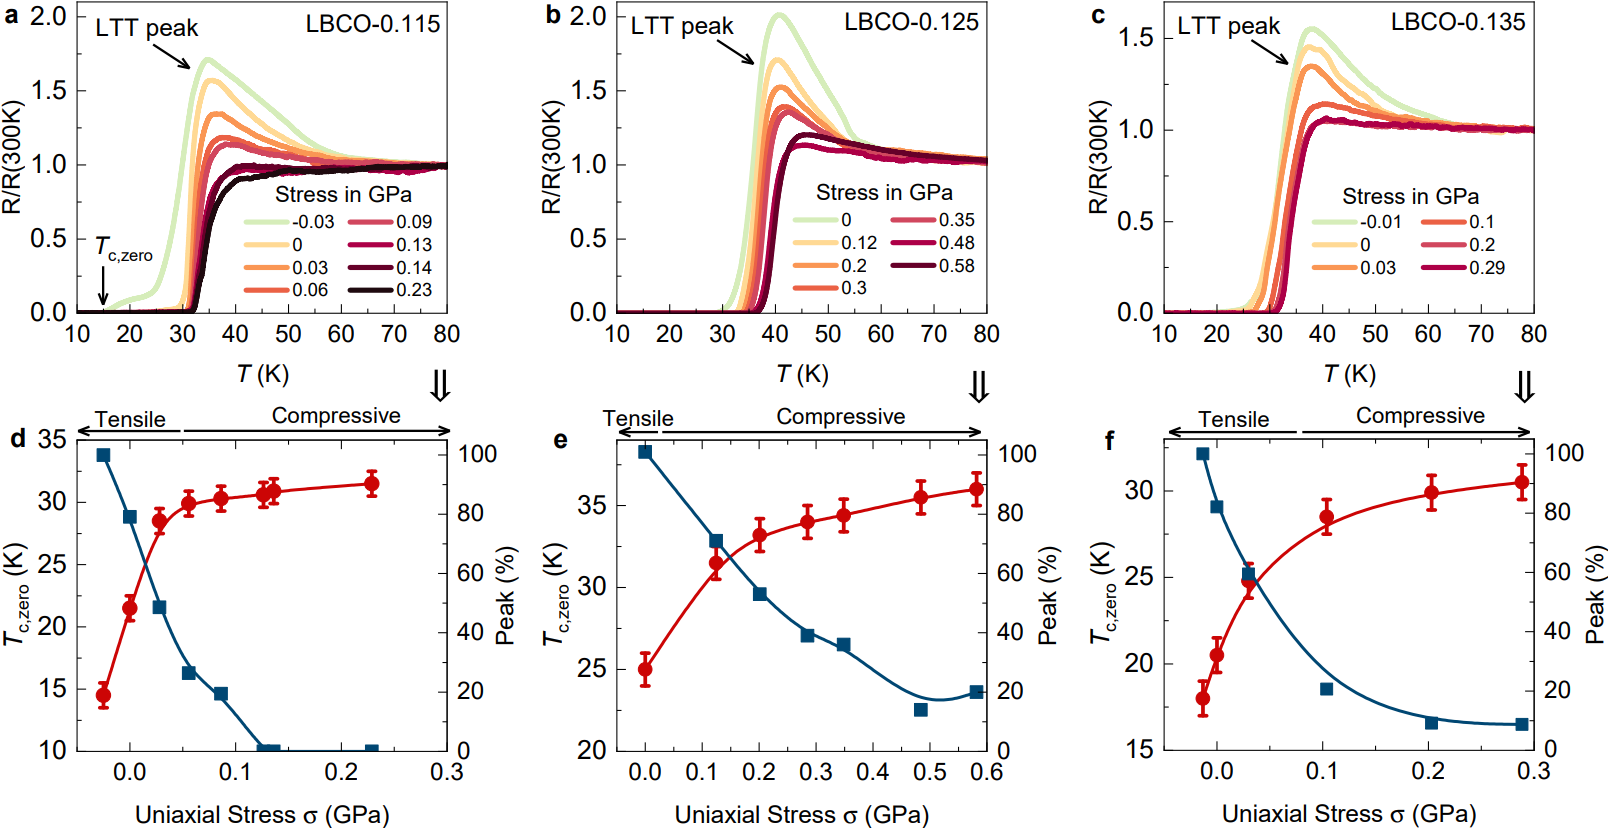 a
LBCO-0.115
LTT peak
R/R(300K)
2.0
1.5
1.0
0.5
0.0
Stress in GPa
-0.03
0
0.03
0.06
0.09
0.13
0.14
0.23
Tc,zero
10 20 30 40 50 60 70 80
T (K)
⇓
b
LBCO-0.125
LTT peak
R/R(300K)
2.0
1.5
1.0
0.5
0.0
Stress in GPa
0
0.12
0.2
0.3
0.35
0.48
0.58
10 20 30 40 50 60 70 80
T (K)
⇓
c
LBCO-0.135
LTT peak
R/R(300K)
1.5
1.0
0.5
0.0
Stress in GPa
-0.01
0
0.03
0.1
0.2
0.29
10 20 30 40 50 60 70 80
T (K)
⇓
d
Tensile Compressive
Tc,zero (K)
35
30
25
20
15
10
100
80
60
40
20
0
Peak (%)
0.0 0.1 0.2 0.3
Uniaxial Stress σ (GPa)
e
Tensile Compressive
Tc,zero (K)
35
30
25
20
100
80
60
40
20
0
Peak (%)
0.0 0.1 0.2 0.3 0.4 0.5 0.6
Uniaxial Stress σ (GPa)
f
Tensile Compressive
Tc,zero (K)
30
25
20
15
100
80
60
40
20
0
Peak (%)
0.0 0.1 0.2 0.3
Uniaxial Stress σ (GPa)